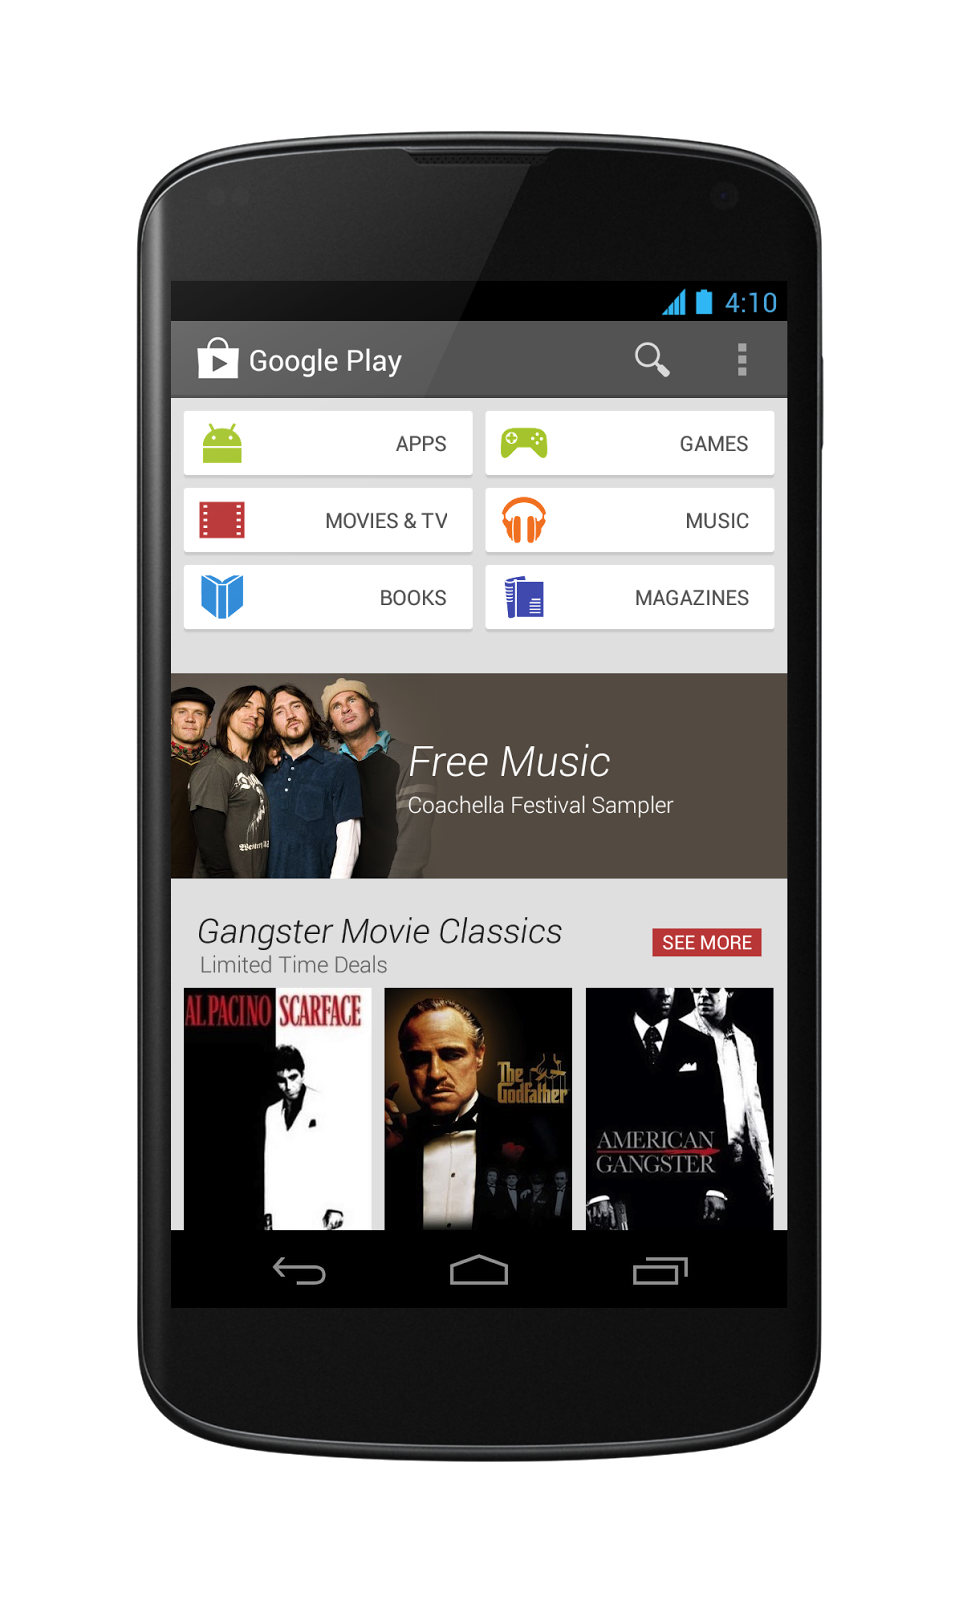 4:10
Google Play
APPS
GAMES
MOVIES & TV
MUSIC
BOOKS
MAGAZINES
Free Music
Coachella Festival Sampler
Gangster Movie Classics
SEE MORE
Limited Time Deals
AL PACINO SCARFACE
The
Godfather
AMERICAN
GANGSTER